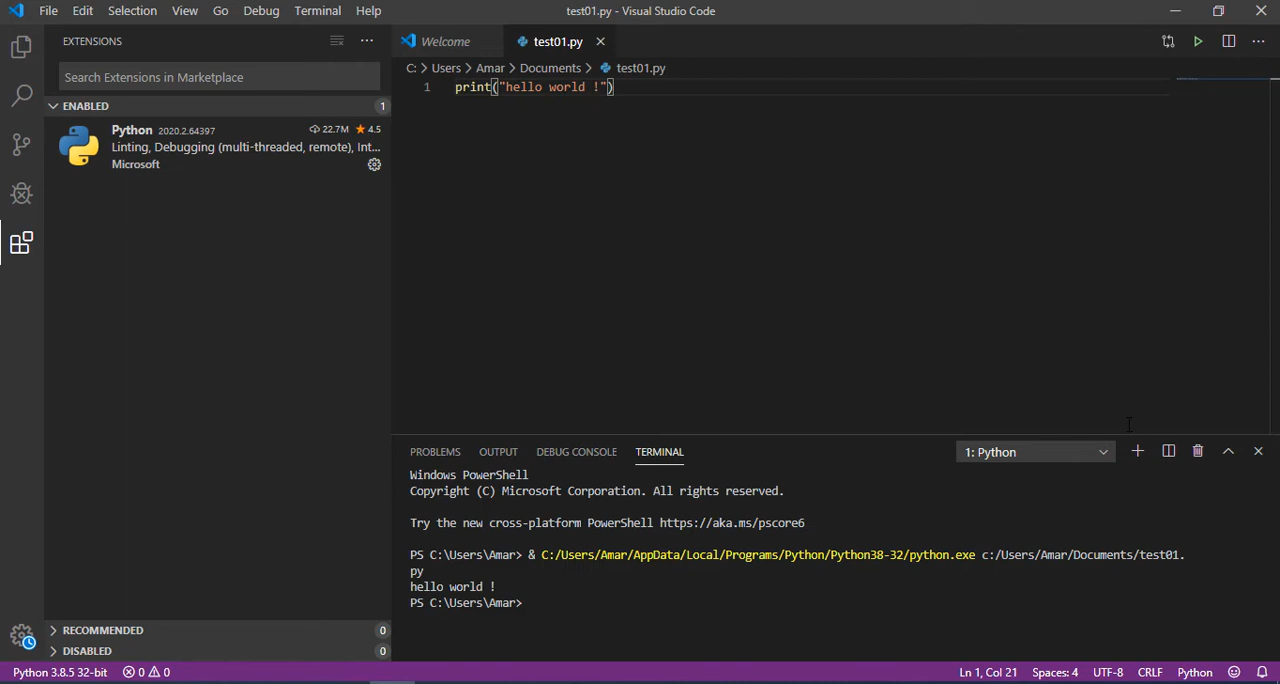 File Edit Selection View Go Debug Terminal Help test01.py - Visual Studio Code
EXTENSIONS
Search Extensions in Marketplace
ENABLED 1
Python 2020.2.64397 22.7M 4.5
Linting, Debugging (multi-threaded, remote), Int...
Microsoft
RECOMMENDED 0
DISABLED 0
Welcome test01.py
C: > Users > Amar > Documents > test01.py
1 print("hello world !")
PROBLEMS OUTPUT DEBUG CONSOLE TERMINAL 1: Python
Windows PowerShell
Copyright (C) Microsoft Corporation. All rights reserved.
Try the new cross-platform PowerShell https://aka.ms/pscore6
PS C:\Users\Amar> & C:/Users/Amar/AppData/Local/Programs/Python/Python38-32/python.exe c:/Users/Amar/Documents/test01.
py
hello world !
PS C:\Users\Amar>
Python 3.8.5 32-bit 0 0 Ln 1, Col 21 Spaces: 4 UTF-8 CRLF Python